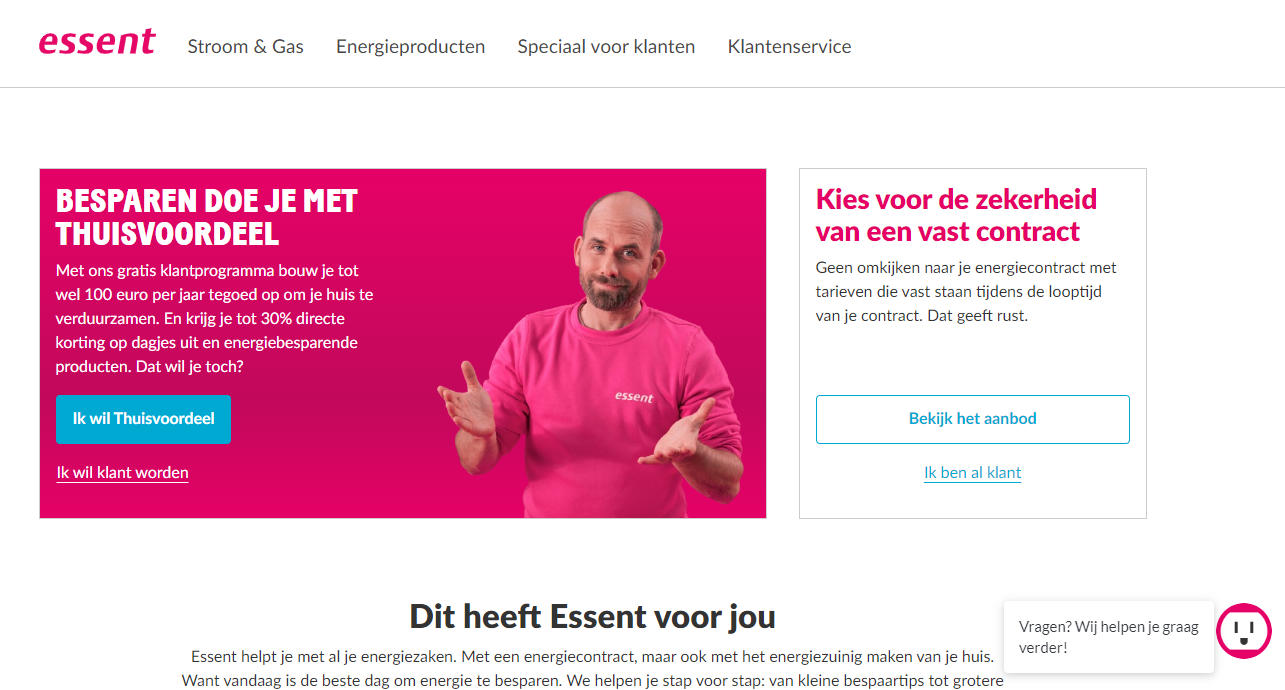 essent
Stroom & Gas
Energieproducten
Speciaal voor klanten
Klantenservice
BESPAREN DOE JE MET
THUISVOORDEEL
Met ons gratis klantprogramma bouw je tot
wel 100 euro per jaar tegoed op om je huis te
verduurzamen. En krijg je tot 30% directe
korting op dagjes uit en energiebesparende
producten. Dat wil je toch?
Ik wil Thuisvoordeel
Ik wil klant worden
essent
Kies voor de zekerheid
van een vast contract
Geen omkijken naar je energiecontract met
tarieven die vast staan tijdens de looptijd
van je contract. Dat geeft rust.
Bekijk het aanbod
Ik ben al klant
Dit heeft Essent voor jou
Essent helpt je met al je energiezaken. Met een energiecontract, maar ook met het energiezuinig maken van je huis.
Want vandaag is de beste dag om energie te besparen. We helpen je stap voor stap: van kleine bespaartips tot grotere
Vragen? Wij helpen je graag
verder!